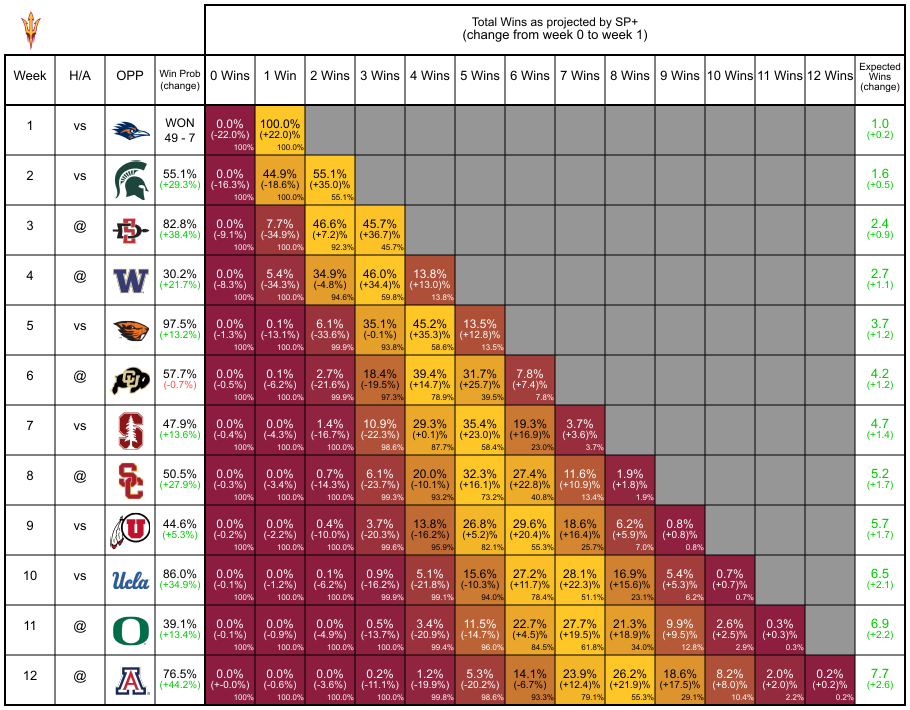 Total Wins as projected by SP+
(change from week 0 to week 1)
Week H/A OPP Win Prob (change) 0 Wins 1 Win 2 Wins 3 Wins 4 Wins 5 Wins 6 Wins 7 Wins 8 Wins 9 Wins 10 Wins 11 Wins 12 Wins Expected Wins (change)
1 vs WON 0.0% 100.0% 1.0
49 - 7 (-22.0%) (+22.0)% (+0.2)
100% 100.0%
2 vs 55.1% 0.0% 44.9% 55.1% 1.6
(+29.3%) (-16.3%) (-18.6%) (+35.0)% (+0.5)
100% 100.0% 55.1%
3 @ 82.8% 0.0% 7.7% 46.6% 45.7% 2.4
(+38.4%) (-9.1%) (-34.9%) (+7.2)% (+36.7)% (+0.9)
100% 100.0% 92.3% 45.7%
4 @ W 30.2% 0.0% 5.4% 34.9% 46.0% 13.8% 2.7
(+21.7%) (-8.3%) (-34.3%) (-4.8%) (+34.4)% (+13.0)% (+1.1)
100% 100.0% 94.6% 59.8% 13.8%
5 vs 97.5% 0.0% 0.1% 6.1% 35.1% 45.2% 13.5% 3.7
(+13.2%) (-1.3%) (-13.1%) (-33.6%) (-0.1%) (+35.3)% (+12.8)% (+1.2)
100% 100.0% 99.9% 93.8% 58.6% 13.5%
6 @ CU 57.7% 0.0% 0.1% 2.7% 18.4% 39.4% 31.7% 7.8% 4.2
(-0.7%) (-0.5%) (-6.2%) (-21.6%) (-19.5%) (+14.7)% (+25.7)% (+7.4)% (+1.2)
100% 100.0% 99.9% 97.3% 78.9% 39.5% 7.8%
7 vs S 47.9% 0.0% 0.0% 1.4% 10.9% 29.3% 35.4% 19.3% 3.7% 4.7
(+13.6%) (-0.4%) (-4.3%) (-16.7%) (-22.3%) (+0.1)% (+23.0)% (+16.9)% (+3.6)% (+1.4)
100% 100.0% 100.0% 98.6% 87.7% 58.4% 23.0% 3.7%
8 @ SC 50.5% 0.0% 0.0% 0.7% 6.1% 20.0% 32.3% 27.4% 11.6% 1.9% 5.2
(+27.9%) (-0.3%) (-3.4%) (-14.3%) (-23.7%) (-10.1%) (+16.1)% (+22.8)% (+10.9)% (+1.8)% (+1.7)
100% 100.0% 100.0% 99.3% 93.2% 73.2% 40.8% 13.4% 1.9%
9 vs U 44.6% 0.0% 0.0% 0.4% 3.7% 13.8% 26.8% 29.6% 18.6% 6.2% 0.8% 5.7
(+5.3%) (-0.2%) (-2.2%) (-10.0%) (-20.3%) (-16.2%) (+5.2)% (+20.4)% (+16.4)% (+5.9)% (+0.8)% (+1.7)
100% 100.0% 100.0% 99.6% 95.9% 82.1% 55.3% 25.7% 7.0% 0.8%
10 vs Ucla 86.0% 0.0% 0.0% 0.1% 0.9% 5.1% 15.6% 27.2% 28.1% 16.9% 5.4% 0.7% 6.5
(+34.9%) (-0.1%) (-1.2%) (-6.2%) (-16.2%) (-21.8%) (-10.3%) (+11.7)% (+22.3)% (+15.6)% (+5.3)% (+0.7)% (+2.1)
100% 100.0% 100.0% 99.9% 99.1% 94.0% 78.4% 51.1% 23.1% 6.2% 0.7%
11 @ O 39.1% 0.0% 0.0% 0.0% 0.5% 3.4% 11.5% 22.7% 27.7% 21.3% 9.9% 2.6% 0.3% 6.9
(+13.4%) (-0.1%) (-0.9%) (-4.9%) (-13.7%) (-20.9%) (-14.7%) (+4.5)% (+19.5)% (+18.9)% (+9.5)% (+2.5)% (+0.3)% (+2.2)
100% 100.0% 100.0% 100.0% 99.4% 96.0% 84.5% 61.8% 34.0% 12.8% 2.9% 0.3%
12 @ A 76.5% 0.0% 0.0% 0.0% 0.2% 1.2% 5.3% 14.1% 23.9% 26.2% 18.6% 9.2% 2.0% 0.2% 7.7
(+44.2%) (+-0.0%) (-0.6%) (-3.6%) (-11.1%) (-19.9%) (-20.2%) (-6.7%) (+12.4)% (+21.9)% (+17.5)% (+8.0)% (+2.0)% (+0.2)% (+2.6)
100% 100.0% 100.0% 100.0% 99.8% 98.6% 93.3% 79.1% 55.3% 29.1% 10.4% 2.2% 0.2%